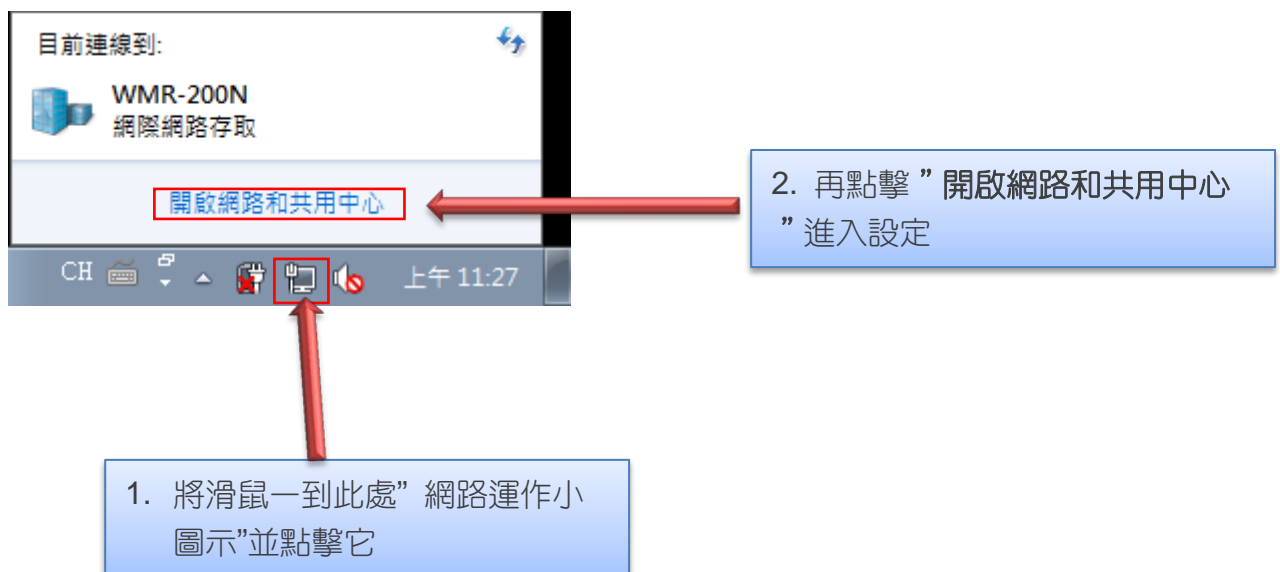 目前連線到:
WMR-200N
網際網路存取
開啟網路和共用中心
CH
上午 11:27
2. 再點擊 ” 開啟網路和共用中心
” 進入設定
1. 將滑鼠一到此處” 網路運作小
圖示”並點擊它